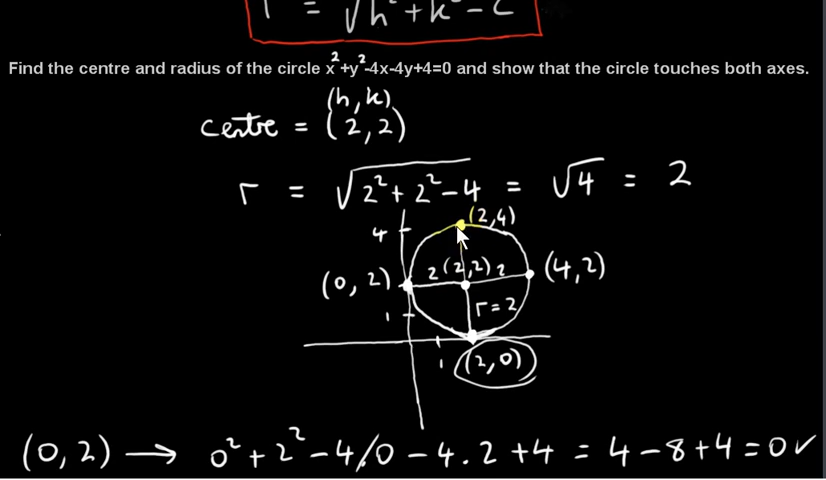 r = √h²+k²-c
Find the centre and radius of the circle x²+y²-4x-4y+4=0 and show that the circle touches both axes.
(h, k)
centre = (2, 2)
r = √2²+2²-4 = √4 = 2
4 (2,4)
(0, 2) 2 (2,2) 2 (4,2)
1 r=2
1 (2,0)
(0, 2) → 0²+2²-4.0-4.2+4 = 4-8+4=0✓